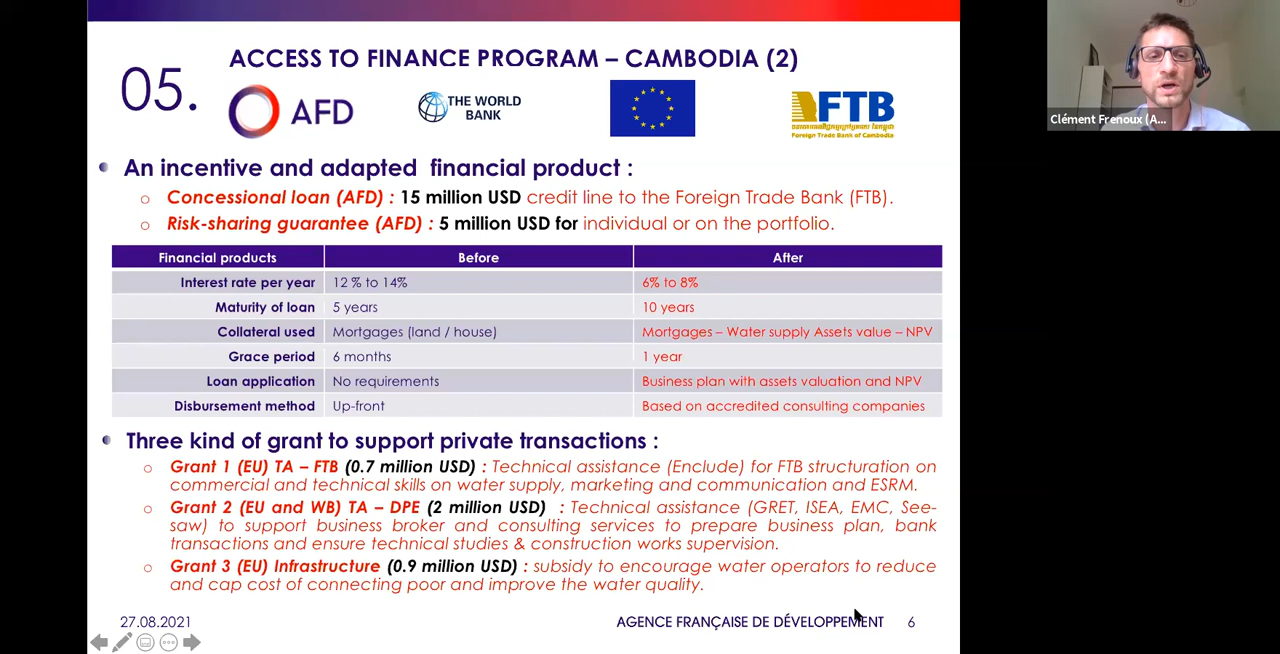 ACCESS TO FINANCE PROGRAM – CAMBODIA (2)
05.
AFD
THE WORLD
BANK
FTB
Foreign Trade Bank of Cambodia
Clément Frenoux (A...
An incentive and adapted financial product :
Concessional loan (AFD) : 15 million USD credit line to the Foreign Trade Bank (FTB).
Risk-sharing guarantee (AFD) : 5 million USD for individual or on the portfolio.
Financial products Before After
Interest rate per year 12 % to 14% 6% to 8%
Maturity of loan 5 years 10 years
Collateral used Mortgages (land / house) Mortgages – Water supply Assets value – NPV
Grace period 6 months 1 year
Loan application No requirements Business plan with assets valuation and NPV
Disbursement method Up-front Based on accredited consulting companies
Three kind of grant to support private transactions :
Grant 1 (EU) TA – FTB (0.7 million USD) : Technical assistance (Enclude) for FTB structuration on
commercial and technical skills on water supply, marketing and communication and ESRM.
Grant 2 (EU and WB) TA – DPE (2 million USD) : Technical assistance (GRET, ISEA, EMC, See-
saw) to support business broker and consulting services to prepare business plan, bank
transactions and ensure technical studies & construction works supervision.
Grant 3 (EU) Infrastructure (0.9 million USD) : subsidy to encourage water operators to reduce
and cap cost of connecting poor and improve the water quality.
27.08.2021
AGENCE FRANÇAISE DE DÉVELOPPEMENT 6